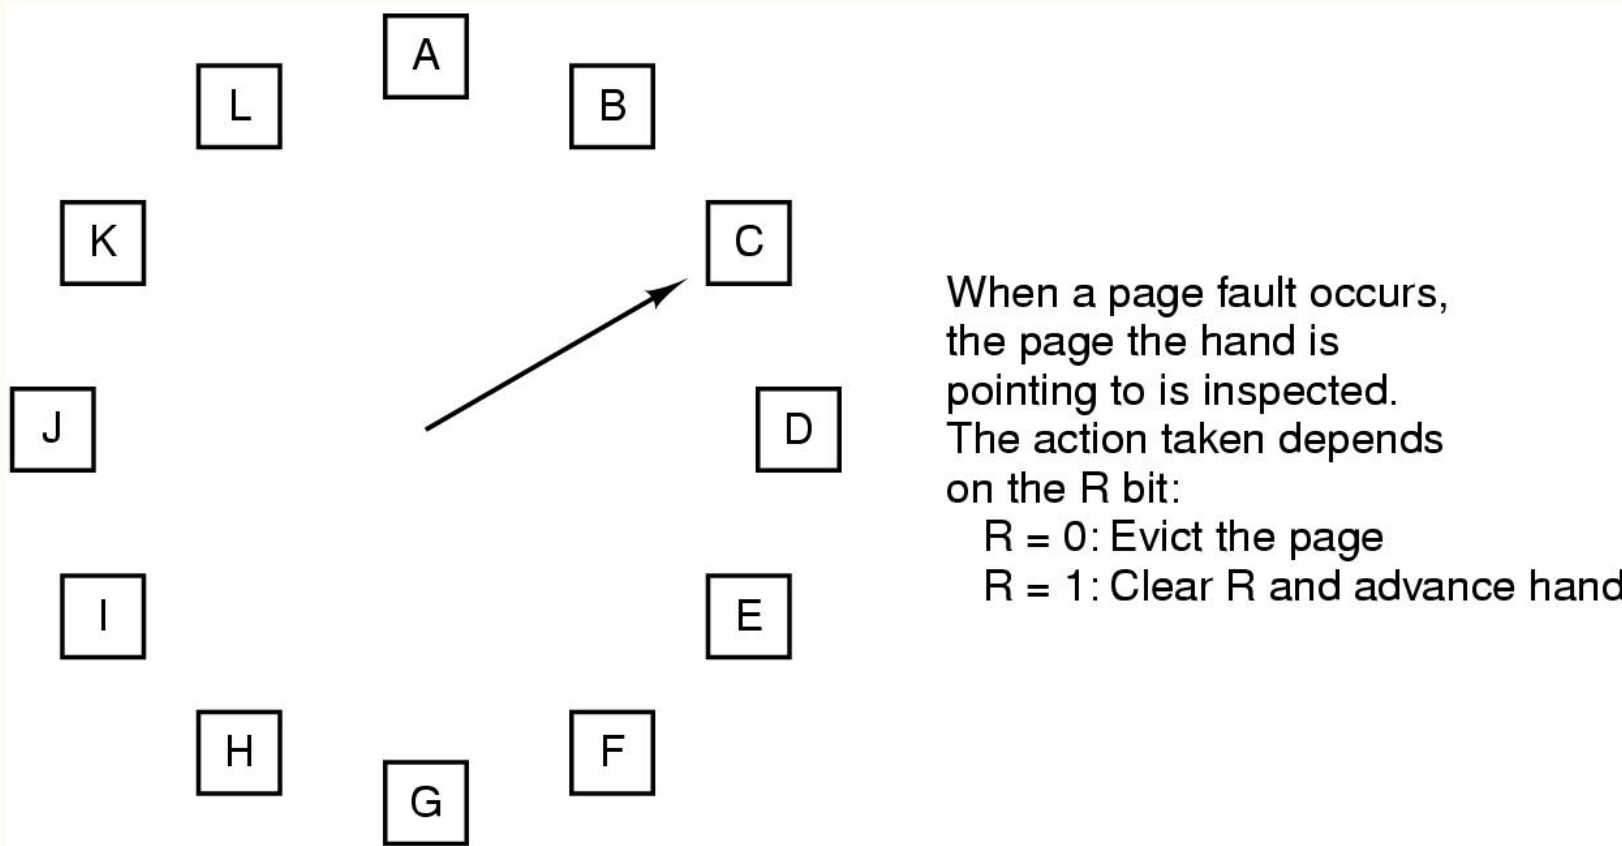 A
L
B
K
C
J
D
I
E
H
F
G
When a page fault occurs,
the page the hand is
pointing to is inspected.
The action taken depends
on the R bit:
R = 0: Evict the page
R = 1: Clear R and advance hand